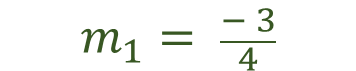 m₁ = -3/4